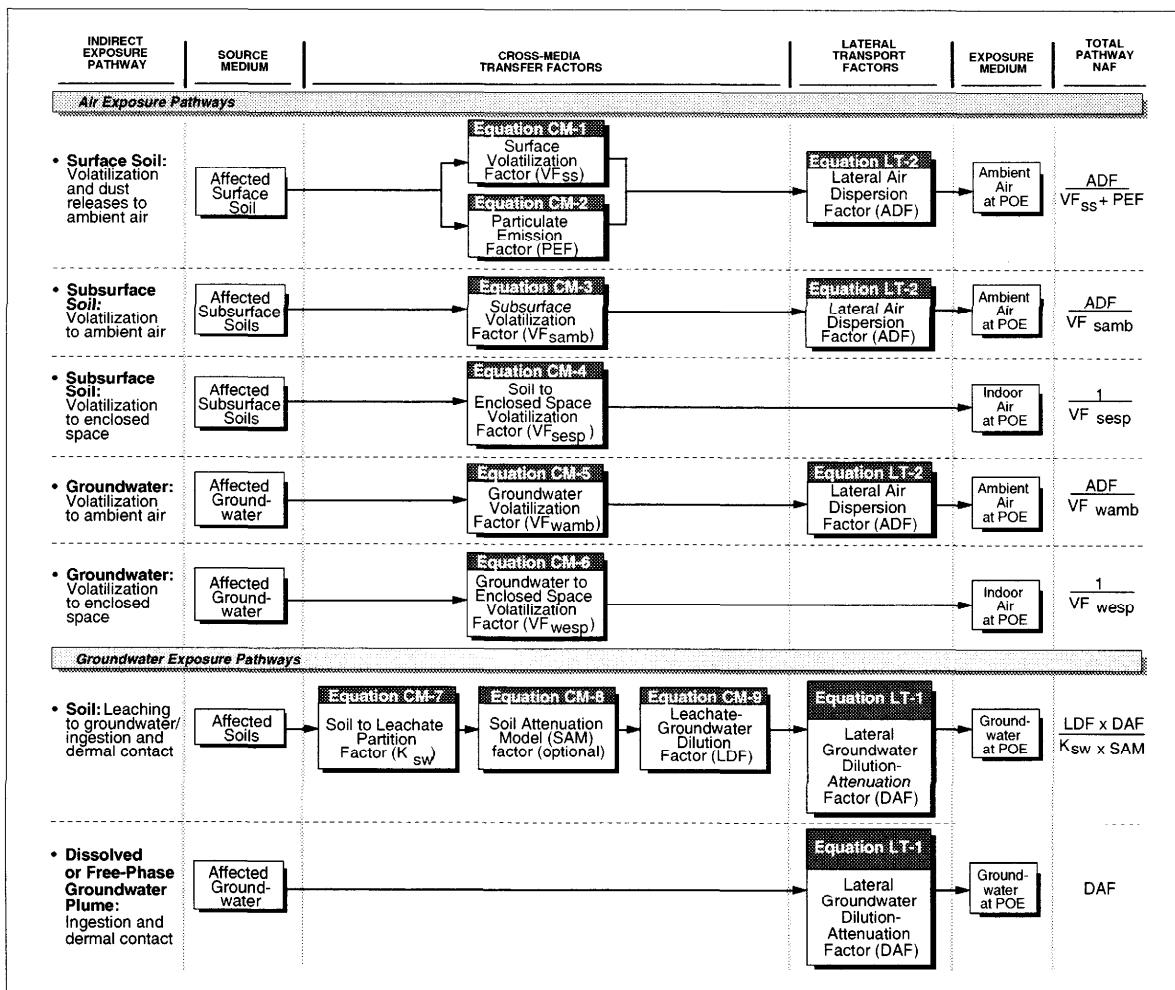 INDIRECT
EXPOSURE
PATHWAY
SOURCE
MEDIUM
CROSS-MEDIA
TRANSFER FACTORS
LATERAL
TRANSPORT
FACTORS
EXPOSURE
MEDIUM
TOTAL
PATHWAY
NAF
Air Exposure Pathways
• Surface Soil:
Volatilization
and dust
releases to
ambient air
Affected
Surface
Soil
Equation CM-1
Surface
Volatilization
Factor (VFss)
Equation CM-2
Particulate
Emission
Factor (PEF)
Equation LT-2
Lateral Air
Dispersion
Factor (ADF)
Ambient
Air
at POE
ADF
VFss + PEF
• Subsurface
Soil:
Volatilization
to ambient air
Affected
Subsurface
Soils
Equation CM-3
Subsurface
Volatilization
Factor (VFsamb)
Equation LT-2
Lateral Air
Dispersion
Factor (ADF)
Ambient
Air
at POE
ADF
VF samb
• Subsurface
Soil:
Volatilization
to enclosed
space
Affected
Subsurface
Soils
Equation CM-4
Soil to
Enclosed Space
Volatilization
Factor (VFsesp)
Indoor
Air
at POE
1
VF sesp
• Groundwater:
Volatilization
to ambient air
Affected
Ground-
water
Equation CM-5
Groundwater
Volatilization
Factor (VFwamb)
Equation LT-2
Lateral Air
Dispersion
Factor (ADF)
Ambient
Air
at POE
ADF
VF wamb
• Groundwater:
Volatilization
to enclosed
space
Affected
Ground-
water
Equation CM-6
Groundwater to
Enclosed Space
Volatilization
Factor (VFwesp)
Indoor
Air
at POE
1
VF wesp
Groundwater Exposure Pathways
• Soil: Leaching
to groundwater/
ingestion and
dermal contact
Affected
Soils
Equation CM-7
Soil to Leachate
Partition
Factor (K sw)
Equation CM-8
Soil Attenuation
Model (SAM)
factor (optional)
Equation CM-9
Leachate-
Groundwater
Dilution
Factor (LDF)
Equation LT-1
Lateral
Groundwater
Dilution-
Attenuation
Factor (DAF)
Ground-
water
at POE
LDF x DAF
Ksw x SAM
• Dissolved
or Free-Phase
Groundwater
Plume:
Ingestion and
dermal contact
Affected
Ground-
water
Equation LT-1
Lateral
Groundwater
Dilution-
Attenuation
Factor (DAF)
Ground-
water
at POE
DAF